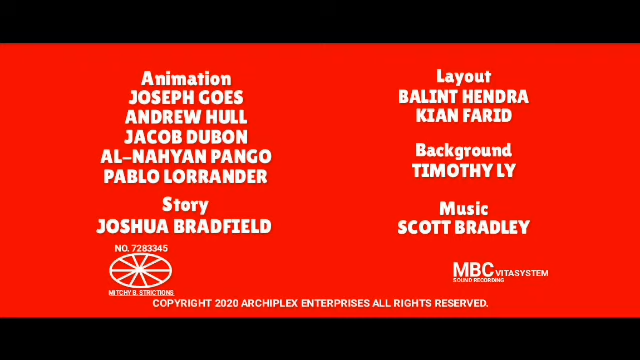 Animation
JOSEPH GOES
ANDREW HULL
JACOB DUBON
AL-NAHYAN PANGO
PABLO LORRANDER
Story
JOSHUA BRADFIELD
Layout
BALINT HENDRA
KIAN FARID
Background
TIMOTHY LY
Music
SCOTT BRADLEY
NO. 7283345
MITCHY B. STRICTIONS
MBC VITASYSTEM
SOUND RECORDING
COPYRIGHT 2020 ARCHIPLEX ENTERPRISES ALL RIGHTS RESERVED.